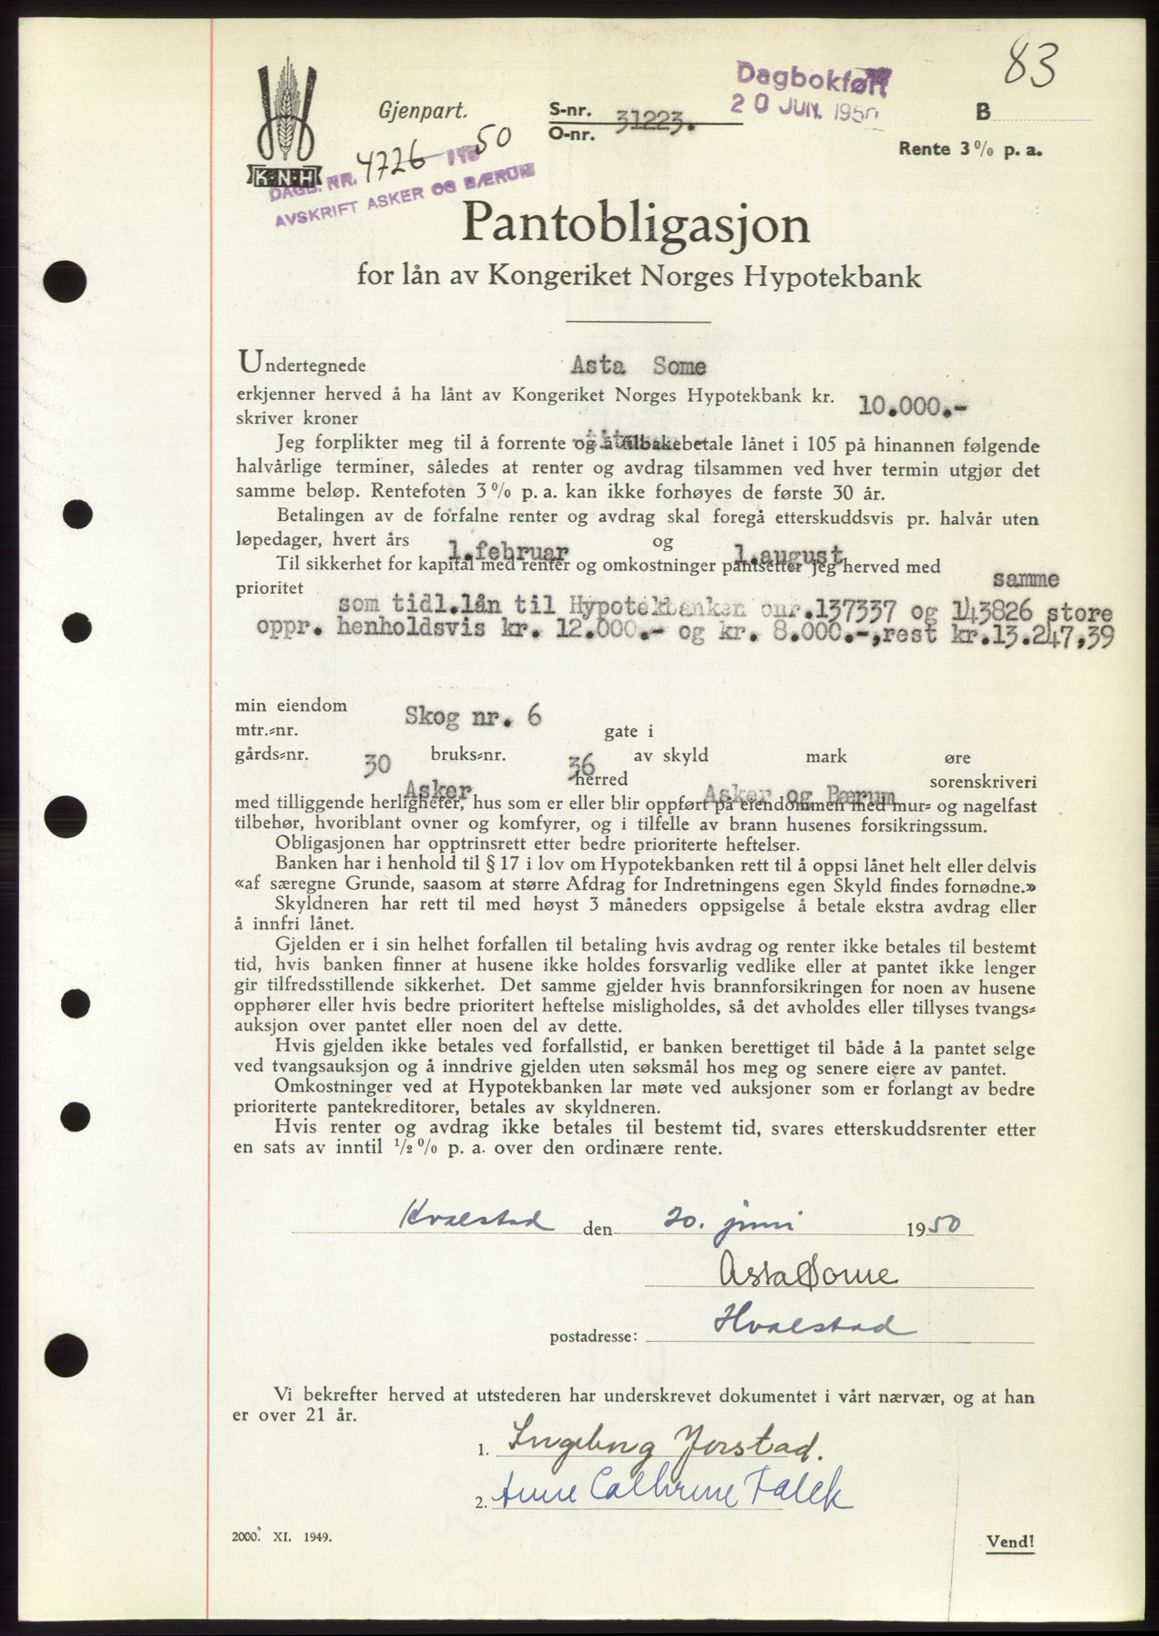 83
Dagbokført
20 JUN. 1950
Gjenpart.
S-nr.
O-nr.
31223.
B
Rente 3 % p. a.
K·N·H
DAGB. NR. 4726 - 1950
AVSKRIFT ASKER OG BÆRUM
Pantobligasjon
for lån av Kongeriket Norges Hypotekbank
Undertegnede Asta Some
erkjenner herved å ha lånt av Kongeriket Norges Hypotekbank kr. 10.000.-
skriver kroner
Jeg forplikter meg til å forrente og å tilbakebetale lånet i 105 på hinannen følgende
halvårlige terminer, således at renter og avdrag tilsammen ved hver termin utgjør det
samme beløp. Rentefoten 3 % p. a. kan ikke forhøyes de første 30 år.
Betalingen av de forfalne renter og avdrag skal foregå etterskuddsvis pr. halvår uten
løpedager, hvert års 1.februar og 1.august
Til sikkerhet for kapital med renter og omkostninger pantsetter jeg herved med
prioritet samme
som tidl.lån til Hypotekbanken onr.137337 og 143826 store
oppr. henholdsvis kr. 12.000.- og kr. 8.000.-,rest kr.13.247,39
min eiendom Skog nr. 6
mtr.-nr. gate i
gårds-nr. 30 bruks-nr. 36 av skyld mark øre
Asker herred Asker og Bærum sorenskriveri
med tilliggende herligheter, hus som er eller blir oppført på eiendommen med mur- og nagelfast
tilbehør, hvoriblant ovner og komfyrer, og i tilfelle av brann husenes forsikringssum.
Obligasjonen har opptrinsrett etter bedre prioriterte heftelser.
Banken har i henhold til § 17 i lov om Hypotekbanken rett til å oppsi lånet helt eller delvis
«af særegne Grunde, saasom at større Afdrag for Indretningens egen Skyld findes fornødne.»
Skyldneren har rett til med høyst 3 måneders oppsigelse å betale ekstra avdrag eller
å innfri lånet.
Gjelden er i sin helhet forfallen til betaling hvis avdrag og renter ikke betales til bestemt
tid, hvis banken finner at husene ikke holdes forsvarlig vedlike eller at pantet ikke lenger
gir tilfredsstillende sikkerhet. Det samme gjelder hvis brannforsikringen for noen av husene
opphører eller hvis bedre prioritert heftelse misligholdes, så det avholdes eller tillyses tvangs-
auksjon over pantet eller noen del av dette.
Hvis gjelden ikke betales ved forfallstid, er banken berettiget til både å la pantet selge
ved tvangsauksjon og å inndrive gjelden uten søksmål hos meg og senere eiere av pantet.
Omkostninger ved at Hypotekbanken lar møte ved auksjoner som er forlangt av bedre
prioriterte pantekreditorer, betales av skyldneren.
Hvis renter og avdrag ikke betales til bestemt tid, svares etterskuddsrenter etter
en sats av inntil 1/2 % p. a. over den ordinære rente.
Hvalstad den 20. juni 1950
Asta Some
postadresse: Hvalstad
Vi bekrefter herved at utstederen har underskrevet dokumentet i vårt nærvær, og at han
er over 21 år.
1. Ingeborg Jorstad.
2. Anne Cathrine Falck
2000. XI. 1949.
Vend!